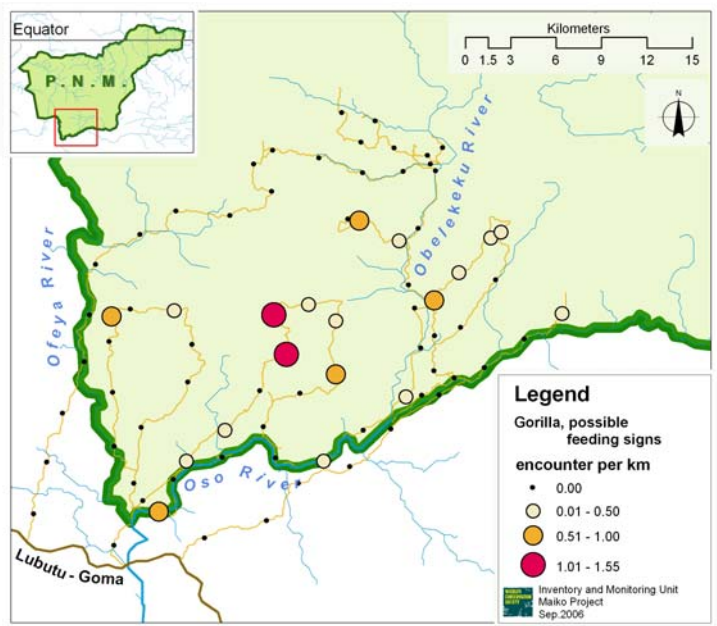 Equator
P. N. M.
Kilometers
0 1.5 3 6 9 12 15
N
Obelekeku River
Ofeya River
Oso River
Lubutu - Goma
Legend
Gorilla, possible
feeding signs
encounter per km
0.00
0.01 - 0.50
0.51 - 1.00
1.01 - 1.55
Inventory and Monitoring Unit
Maiko Project
Sep.2006